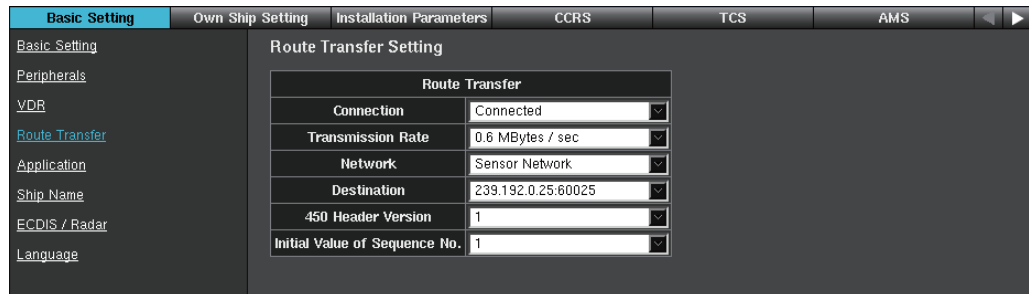 Basic Setting Own Ship Setting Installation Parameters CCRS TCS AMS
Basic Setting
Peripherals
VDR
Route Transfer
Application
Ship Name
ECDIS / Radar
Language
Route Transfer Setting
Route Transfer
Connection Connected
Transmission Rate 0.6 MBytes / sec
Network Sensor Network
Destination 239.192.0.25:60025
450 Header Version 1
Initial Value of Sequence No. 1